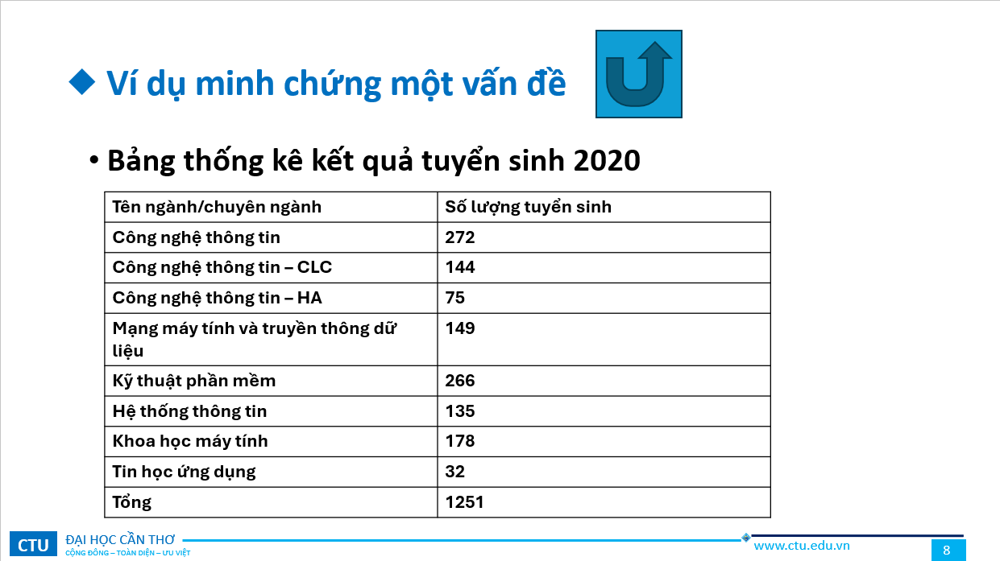 Ví dụ minh chứng một vấn đề
• Bảng thống kê kết quả tuyển sinh 2020
Tên ngành/chuyên ngành Số lượng tuyển sinh
Công nghệ thông tin 272
Công nghệ thông tin – CLC 144
Công nghệ thông tin – HA 75
Mạng máy tính và truyền thông dữ 149
liệu
Kỹ thuật phần mềm 266
Hệ thống thông tin 135
Khoa học máy tính 178
Tin học ứng dụng 32
Tổng 1251
CTU ĐẠI HỌC CẦN THƠ
CỘNG ĐỒNG – TOÀN DIỆN – ƯU VIỆT
www.ctu.edu.vn
8